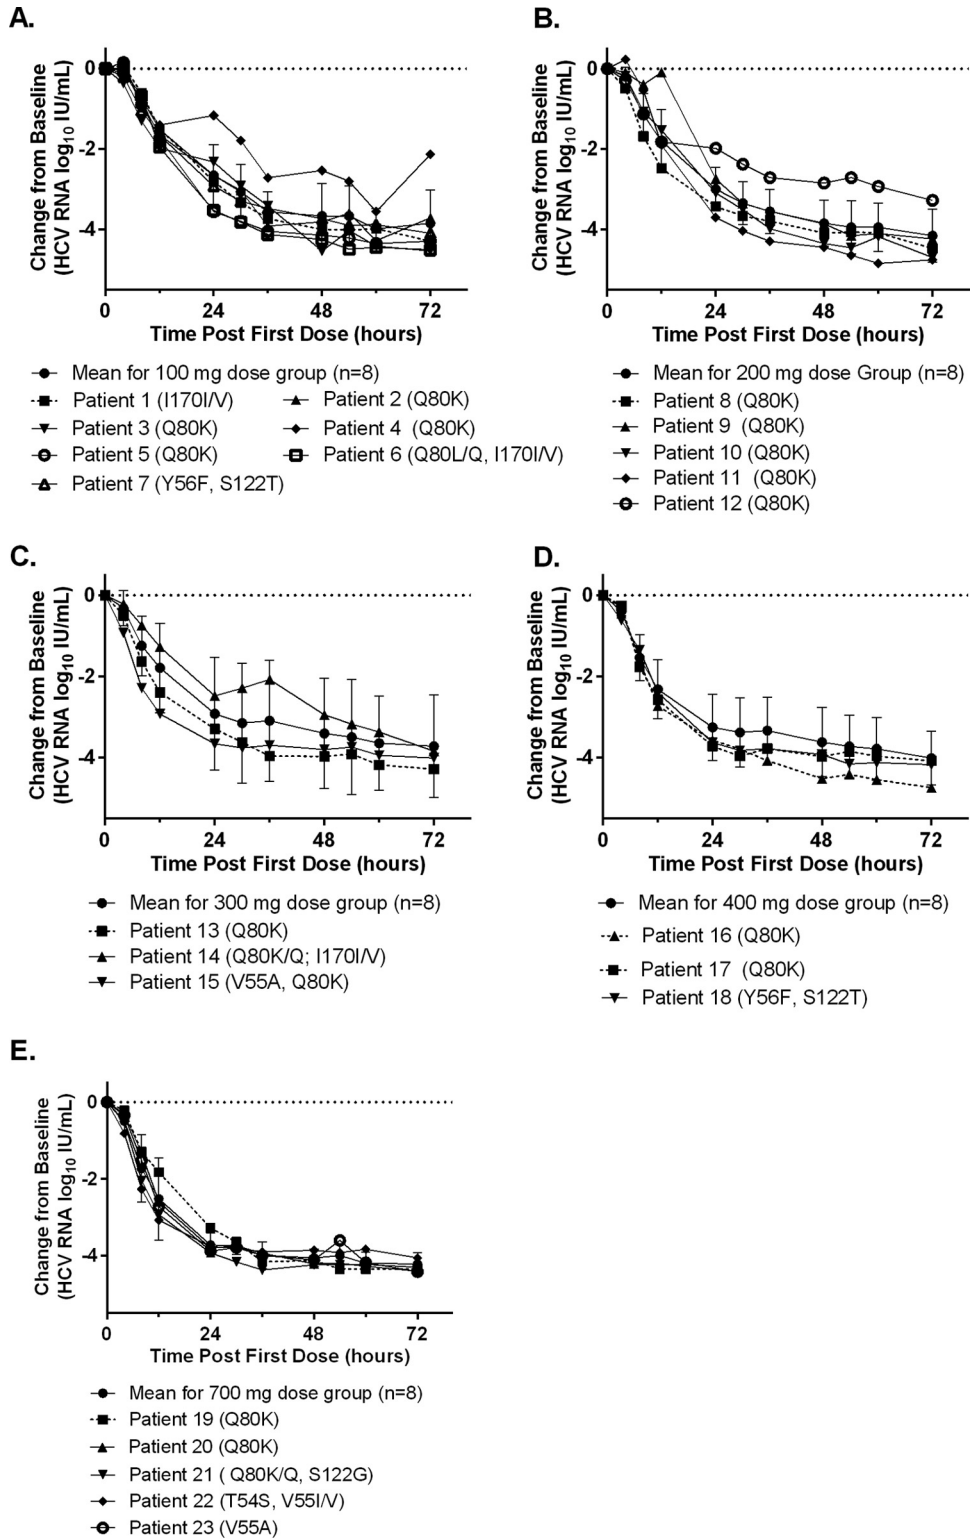 A.
Change from Baseline
(HCV RNA log10 IU/mL)
0
-2
-4
0 24 48 72
Time Post First Dose (hours)
Mean for 100 mg dose group (n=8)
Patient 1 (I170I/V) Patient 2 (Q80K)
Patient 3 (Q80K) Patient 4 (Q80K)
Patient 5 (Q80K) Patient 6 (Q80L/Q, I170I/V)
Patient 7 (Y56F, S122T)
B.
Change from Baseline
(HCV RNA log10 IU/mL)
0
-2
-4
0 24 48 72
Time Post First Dose (hours)
Mean for 200 mg dose Group (n=8)
Patient 8 (Q80K)
Patient 9 (Q80K)
Patient 10 (Q80K)
Patient 11 (Q80K)
Patient 12 (Q80K)
C.
Change from Baseline
(HCV RNA log10 IU/mL)
0
-2
-4
0 24 48 72
Time Post First Dose (hours)
Mean for 300 mg dose group (n=8)
Patient 13 (Q80K)
Patient 14 (Q80K/Q; I170I/V)
Patient 15 (V55A, Q80K)
D.
Change from Baseline
(HCV RNA log10 IU/mL)
0
-2
-4
0 24 48 72
Time Post First Dose (hours)
Mean for 400 mg dose group (n=8)
Patient 16 (Q80K)
Patient 17 (Q80K)
Patient 18 (Y56F, S122T)
E.
Change from Baseline
(HCV RNA log10 IU/mL)
0
-2
-4
0 24 48 72
Time Post First Dose (hours)
Mean for 700 mg dose group (n=8)
Patient 19 (Q80K)
Patient 20 (Q80K)
Patient 21 ( Q80K/Q, S122G)
Patient 22 (T54S, V55I/V)
Patient 23 (V55A)